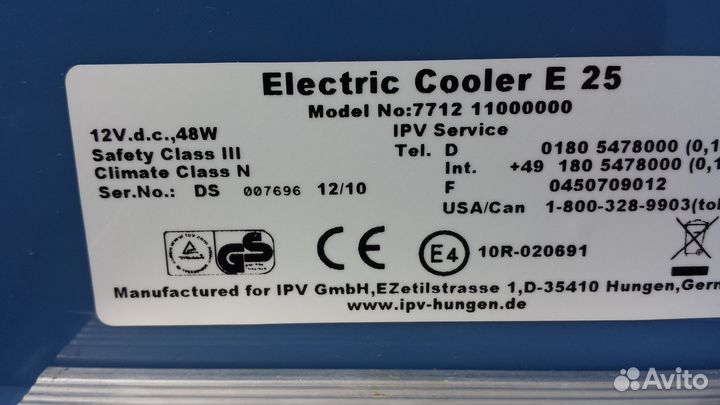 Electric Cooler E 25
Model No:7712 11000000
12V.d.c.,48W
IPV Service
Safety Class III
Tel. D 0180 5478000 (0,1
Climate Class N
Int. +49 180 5478000 (0,1
Ser.No.: DS 007696 12/10
F 0450709012
USA/Can 1-800-328-9903(tol
TÜV
GS
CE
E4
10R-020691
Manufactured for IPV GmbH,EZetilstrasse 1,D-35410 Hungen,Gern
www.ipv-hungen.de
Avito